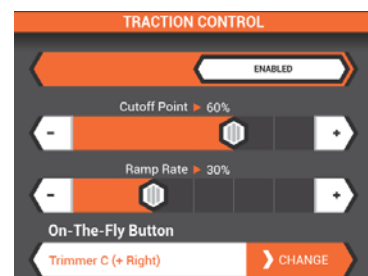 TRACTION CONTROL
ENABLED
Cutoff Point ▶ 60%
-
+
Ramp Rate ▶ 30%
-
+
On-The-Fly Button
Trimmer C (+ Right)
CHANGE